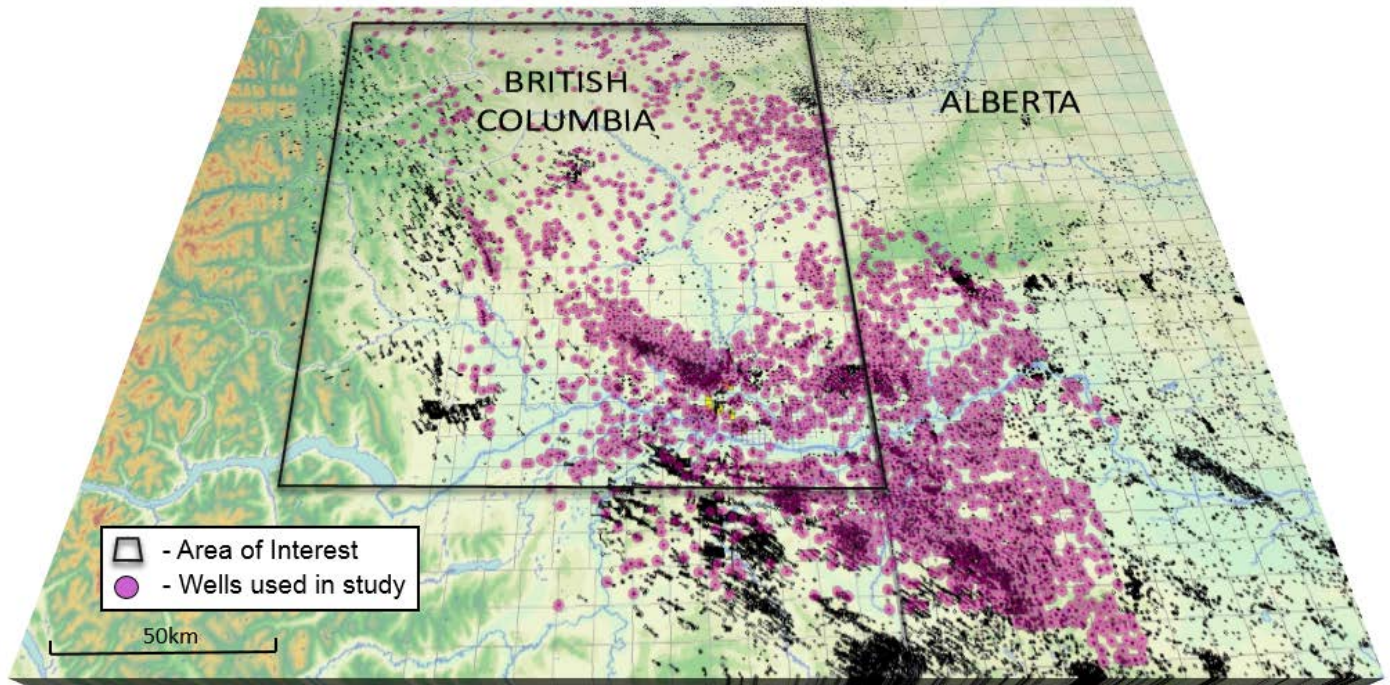 BRITISH
COLUMBIA
ALBERTA
- Area of Interest
- Wells used in study
50km